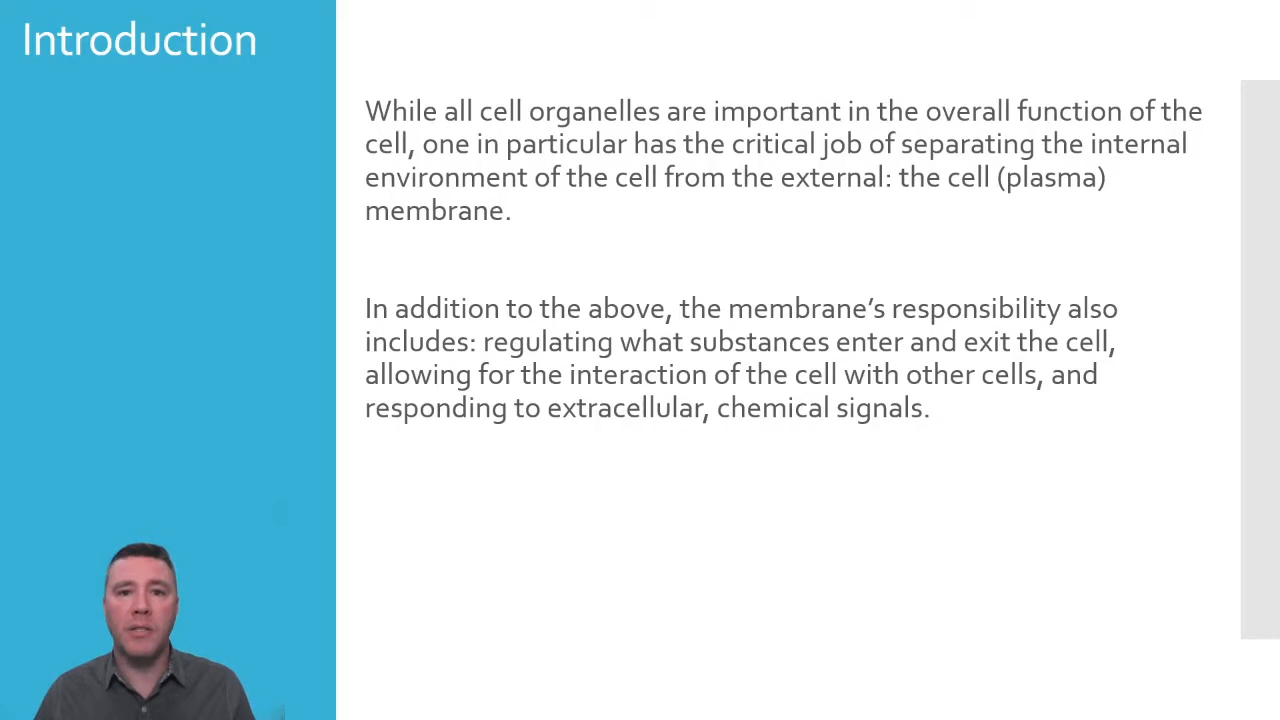 Introduction
While all cell organelles are important in the overall function of the
cell, one in particular has the critical job of separating the internal
environment of the cell from the external: the cell (plasma)
membrane.
In addition to the above, the membrane’s responsibility also
includes: regulating what substances enter and exit the cell,
allowing for the interaction of the cell with other cells, and
responding to extracellular, chemical signals.